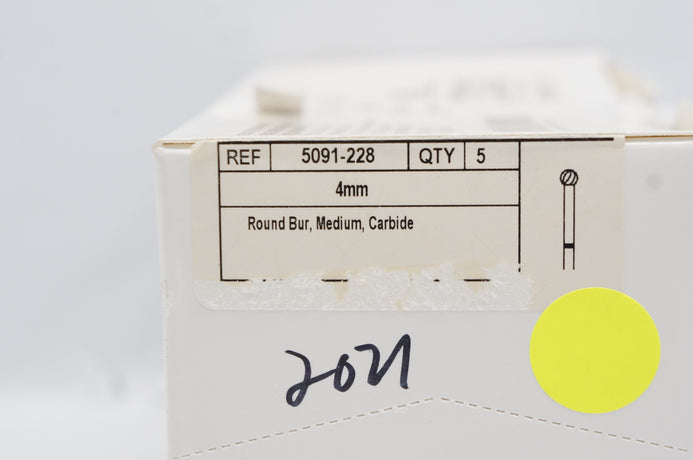 REF 5091-228 QTY 5
4mm
Round Bur, Medium, Carbide
2021